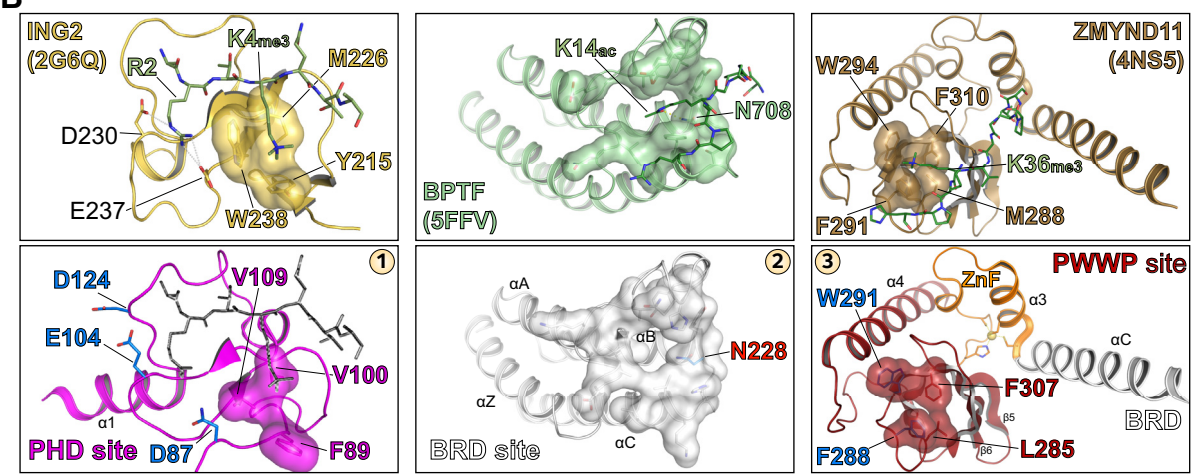 B
ING2
(2G6Q)
K4me3
R2
M226
D230
Y215
E237
W238
K14ac
N708
BPTF
(5FFV)
ZMYND11
(4NS5)
W294
F310
K36me3
F291
M288
1
D124
V109
E104
V100
α1
PHD site
D87
F89
2
αA
αB
N228
αZ
BRD site
αC
3
PWWP site
ZnF
α4
W291
α3
αC
F307
BRD
β5
F288
β6
L285